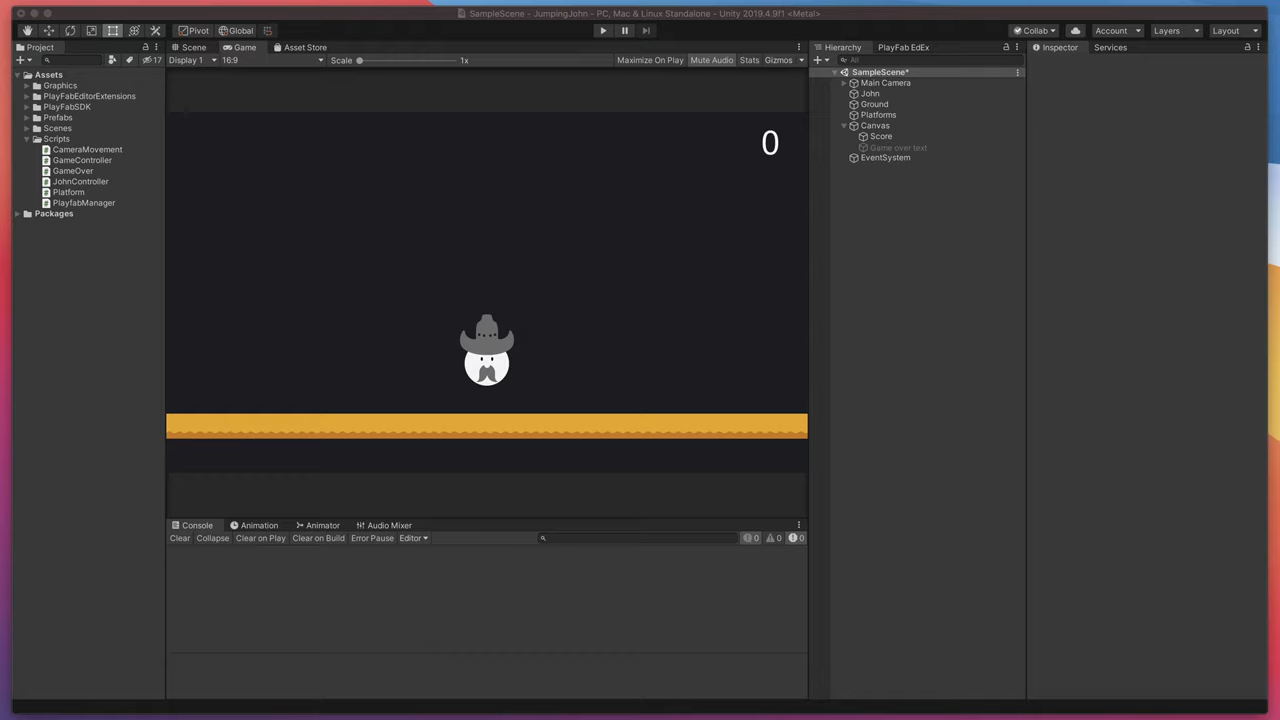 SampleScene - JumpingJohn - PC, Mac & Linux Standalone - Unity 2019.4.9f1 <Metal>
Pivot Global Collab Account Layers Layout
Project
17
Assets
Graphics
PlayFabEditorExtensions
PlayFabSDK
Prefabs
Scenes
Scripts
CameraMovement
GameController
GameOver
JohnController
Platform
PlayfabManager
Packages
Scene Game Asset Store
Display 1 16:9 Scale 1x Maximize On Play Mute Audio Stats Gizmos
0
Console Animation Animator Audio Mixer
Clear Collapse Clear on Play Clear on Build Error Pause Editor 0 0 0
Hierarchy PlayFab EdEx
All
SampleScene*
Main Camera
John
Ground
Platforms
Canvas
Score
Game over text
EventSystem
Inspector Services